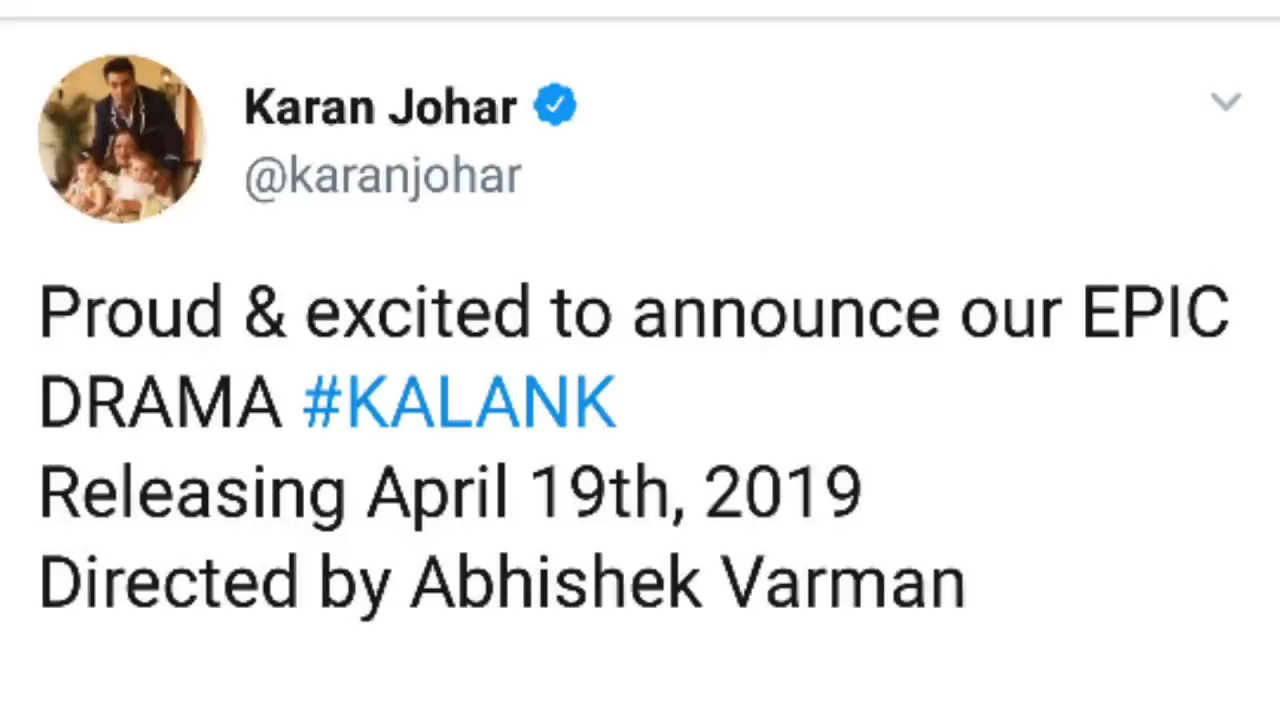 Karan Johar
@karanjohar
Proud & excited to announce our EPIC
DRAMA #KALANK
Releasing April 19th, 2019
Directed by Abhishek Varman